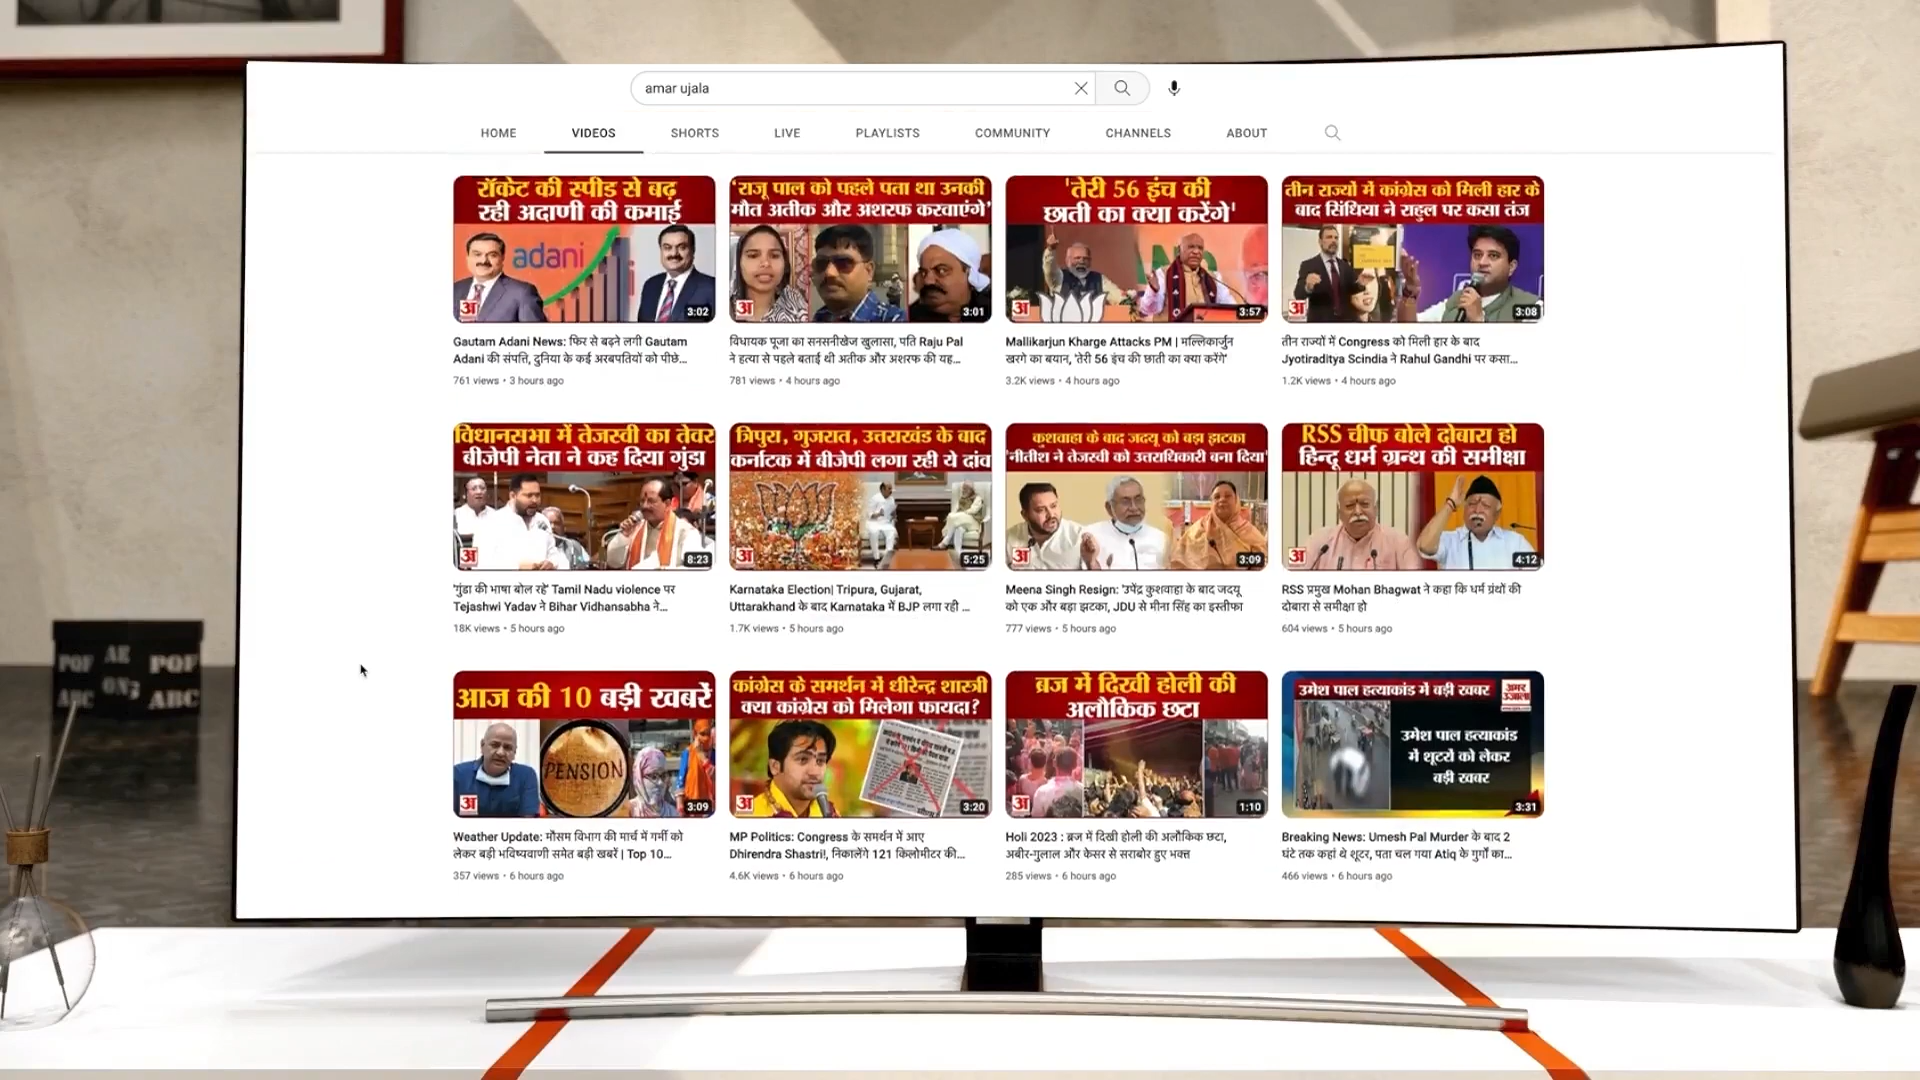 amar ujala
HOME VIDEOS SHORTS LIVE PLAYLISTS COMMUNITY CHANNELS ABOUT
रॉकेट की स्पीड से बढ़
रही अदाणी की कमाई
adani
अ
3:02
Gautam Adani News: फिर से बढ़ने लगी Gautam
Adani की संपत्ति, दुनिया के कई अरबपतियों को पीछे...
761 views • 3 hours ago
'राजू पाल को पहले पता था उनकी
मौत अतीक और अशरफ करवाएंगे'
अ
3:01
विधायक पूजा का सनसनीखेज खुलासा, पति Raju Pal
ने हत्या से पहले बताई थी अतीक और अशरफ की यह...
781 views • 4 hours ago
'तेरी 56 इंच की
छाती का क्या करेंगे'
अ
3:57
Mallikarjun Kharge Attacks PM | मल्लिकार्जुन
खरगे का बयान, 'तेरी 56 इंच की छाती का क्या करेंगे'
3.2K views • 4 hours ago
तीन राज्यों में कांग्रेस को मिली हार के
बाद सिंधिया ने राहुल पर कसा तंज
अ
3:08
तीन राज्यों में Congress को मिली हार के बाद
Jyotiraditya Scindia ने Rahul Gandhi पर कसा...
1.2K views • 4 hours ago
विधानसभा में तेजस्वी का तेवर
बीजेपी नेता ने कह दिया गुंडा
अ
8:23
'गुंडा की भाषा बोल रहे' Tamil Nadu violence पर
Tejashwi Yadav ने Bihar Vidhansabha ने...
18K views • 5 hours ago
त्रिपुरा, गुजरात, उत्तराखंड के बाद
कर्नाटक में बीजेपी लगा रही ये दांव
अ
5:25
Karnataka Election| Tripura, Gujarat,
Uttarakhand के बाद Karnataka में BJP लगा रही ...
1.7K views • 5 hours ago
कुशवाहा के बाद जदयू को बड़ा झटका
'नीतीश ने तेजस्वी को उत्तराधिकारी बना दिया'
अ
3:09
Meena Singh Resign: 'उपेंद्र कुशवाहा के बाद जदयू
को एक और बड़ा झटका, JDU से मीना सिंह का इस्तीफा
777 views • 5 hours ago
RSS चीफ बोले दोबारा हो
हिन्दू धर्म ग्रन्थ की समीक्षा
अ
4:12
RSS प्रमुख Mohan Bhagwat ने कहा कि धर्म ग्रंथों की
दोबारा से समीक्षा हो
604 views • 5 hours ago
आज की 10 बड़ी खबरें
PENSION
अ
3:09
Weather Update: मौसम विभाग की मार्च में गर्मी को
लेकर बड़ी भविष्यवाणी समेत बड़ी खबरें | Top 10...
357 views • 6 hours ago
कांग्रेस के समर्थन में धीरेन्द्र शास्त्री
क्या कांग्रेस को मिलेगा फायदा?
अ
3:20
MP Politics: Congress के समर्थन में आए
Dhirendra Shastri!, निकालेंगे 121 किलोमीटर की...
4.6K views • 6 hours ago
ब्रज में दिखी होली की
अलौकिक छटा
अ
1:10
Holi 2023 : ब्रज में दिखी होली की अलौकिक छटा,
अबीर-गुलाल और केसर से सराबोर हुए भक्त
285 views • 6 hours ago
उमेश पाल हत्याकांड में बड़ी खबर
अमर उजाला
उमेश पाल हत्याकांड
में शूटरों को लेकर
बड़ी खबर
3:31
Breaking News: Umesh Pal Murder के बाद 2
घंटे तक कहां थे शूटर, पता चल गया Atiq के गुर्गों का...
466 views • 6 hours ago
PQF AE PQF
ABC ABC